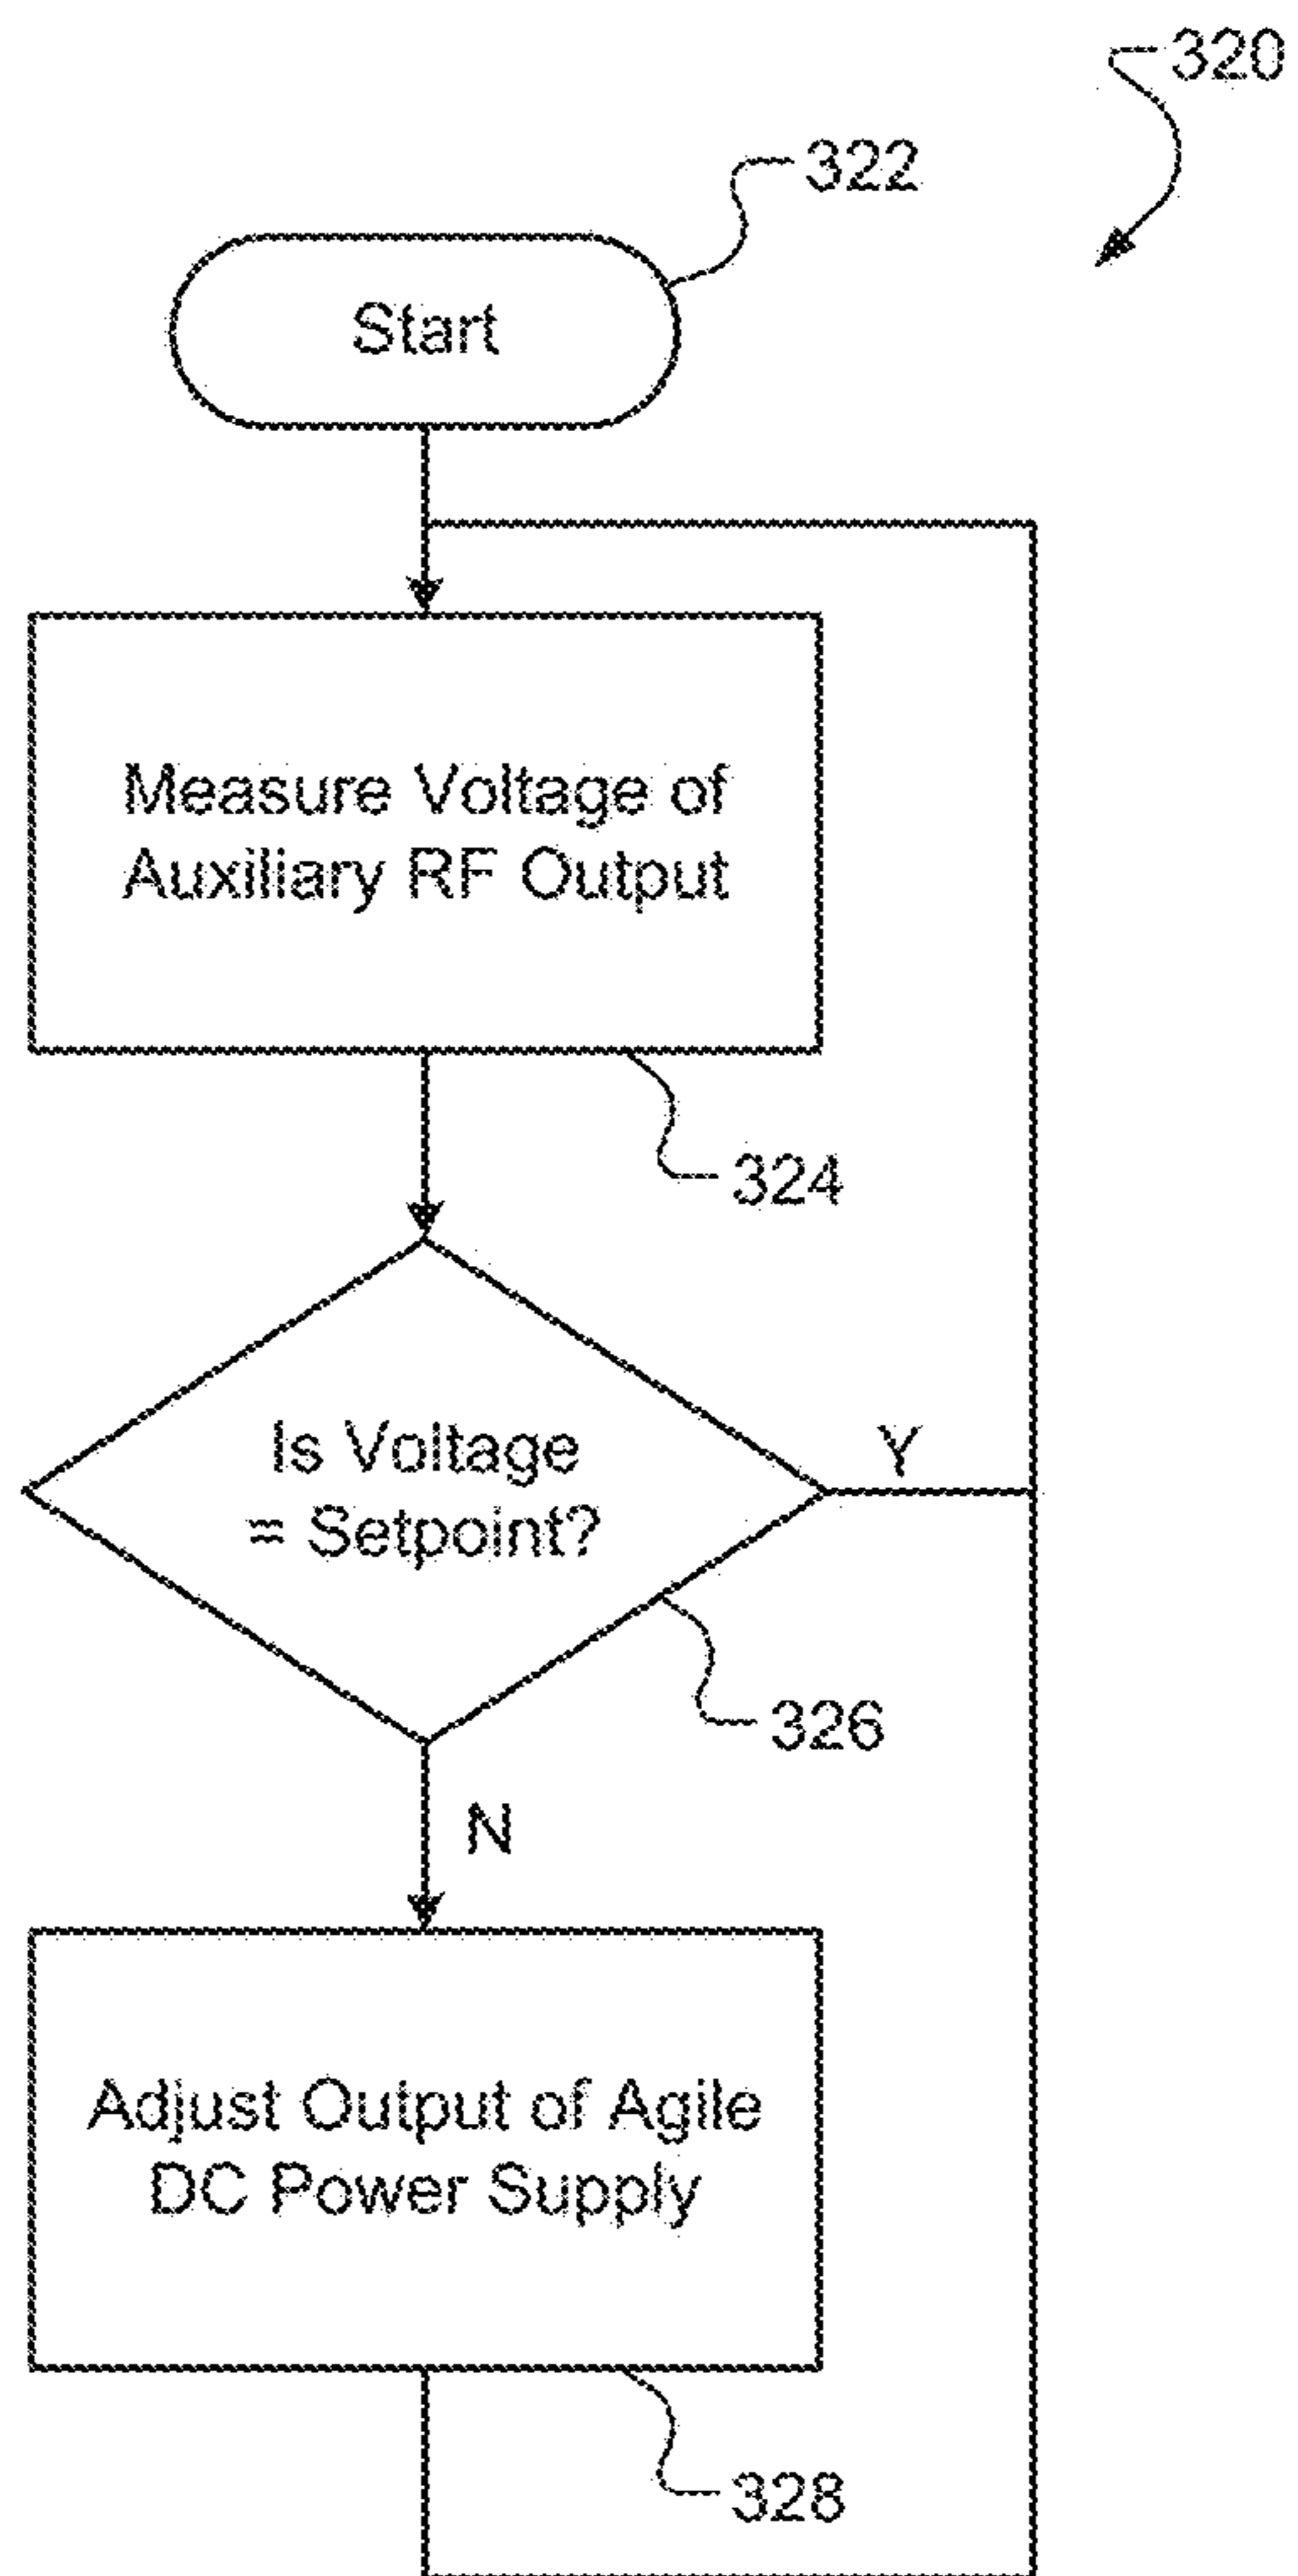 320
322
Start
Measure Voltage of
Auxiliary RF Output
324
Is Voltage
= Setpoint?
Y
326
N
Adjust Output of Agile
DC Power Supply
328